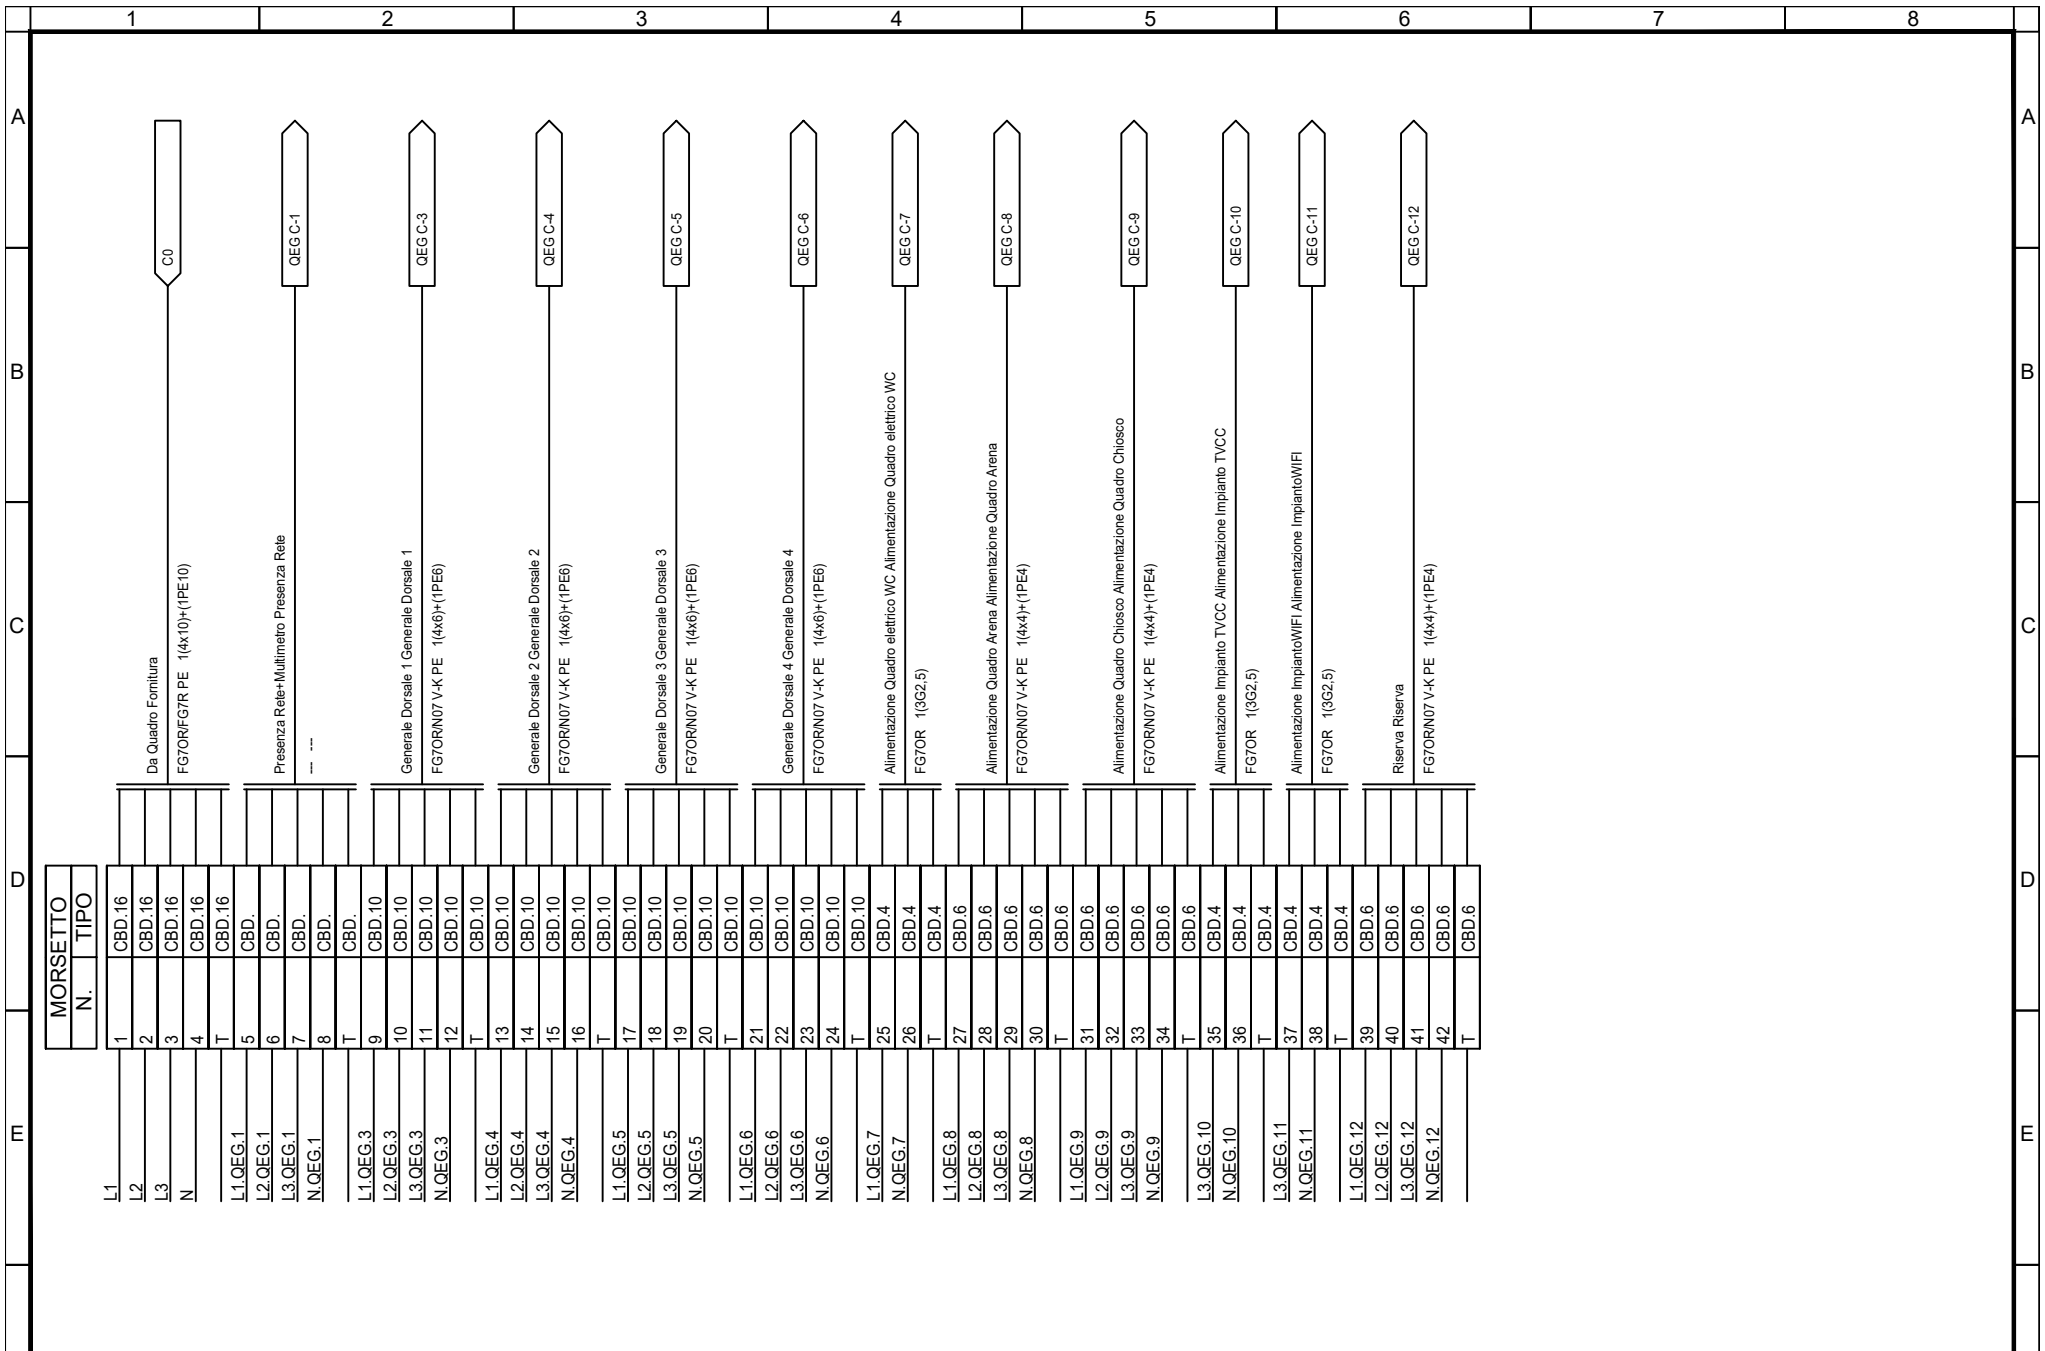 1 2 3 4 5 6 7 8
A A
B B
C C
D D
E E
C0
QEG C-1
QEG C-3
QEG C-4
QEG C-5
QEG C-6
QEG C-7
QEG C-8
QEG C-9
QEG C-10
QEG C-11
QEG C-12
Da Quadro Fornitura
FG7OR/FG7R PE 1(4x10)+(1PE10)
Presenza Rete+Multimetro Presenza Rete
--- ---
Generale Dorsale 1 Generale Dorsale 1
FG7OR/N07 V-K PE 1(4x6)+(1PE6)
Generale Dorsale 2 Generale Dorsale 2
FG7OR/N07 V-K PE 1(4x6)+(1PE6)
Generale Dorsale 3 Generale Dorsale 3
FG7OR/N07 V-K PE 1(4x6)+(1PE6)
Generale Dorsale 4 Generale Dorsale 4
FG7OR/N07 V-K PE 1(4x6)+(1PE6)
Alimentazione Quadro elettrico WC Alimentazione Quadro elettrico WC
FG7OR 1(3G2,5)
Alimentazione Quadro Arena Alimentazione Quadro Arena
FG7OR/N07 V-K PE 1(4x4)+(1PE4)
Alimentazione Quadro Chiosco Alimentazione Quadro Chiosco
FG7OR/N07 V-K PE 1(4x4)+(1PE4)
Alimentazione Impianto TVCC Alimentazione Impianto TVCC
FG7OR 1(3G2,5)
Alimentazione ImpiantoWIFI Alimentazione ImpiantoWIFI
FG7OR 1(3G2,5)
Riserva Riserva
FG7OR/N07 V-K PE 1(4x4)+(1PE4)
MORSETTO
N. TIPO
L1 1 CBD.16
L2 2 CBD.16
L3 3 CBD.16
N 4 CBD.16
T CBD.16
L1.QEG.1 5 CBD.
L2.QEG.1 6 CBD.
L3.QEG.1 7 CBD.
N.QEG.1 8 CBD.
T CBD.
L1.QEG.3 9 CBD.10
L2.QEG.3 10 CBD.10
L3.QEG.3 11 CBD.10
N.QEG.3 12 CBD.10
T CBD.10
L1.QEG.4 13 CBD.10
L2.QEG.4 14 CBD.10
L3.QEG.4 15 CBD.10
N.QEG.4 16 CBD.10
T CBD.10
L1.QEG.5 17 CBD.10
L2.QEG.5 18 CBD.10
L3.QEG.5 19 CBD.10
N.QEG.5 20 CBD.10
T CBD.10
L1.QEG.6 21 CBD.10
L2.QEG.6 22 CBD.10
L3.QEG.6 23 CBD.10
N.QEG.6 24 CBD.10
T CBD.10
L1.QEG.7 25 CBD.4
N.QEG.7 26 CBD.4
T CBD.4
L1.QEG.8 27 CBD.6
L2.QEG.8 28 CBD.6
L3.QEG.8 29 CBD.6
N.QEG.8 30 CBD.6
T CBD.6
L1.QEG.9 31 CBD.6
L2.QEG.9 32 CBD.6
L3.QEG.9 33 CBD.6
N.QEG.9 34 CBD.6
T CBD.6
L3.QEG.10 35 CBD.4
N.QEG.10 36 CBD.4
T CBD.4
L3.QEG.11 37 CBD.4
N.QEG.11 38 CBD.4
T CBD.4
L1.QEG.12 39 CBD.6
L2.QEG.12 40 CBD.6
L3.QEG.12 41 CBD.6
N.QEG.12 42 CBD.6
T CBD.6